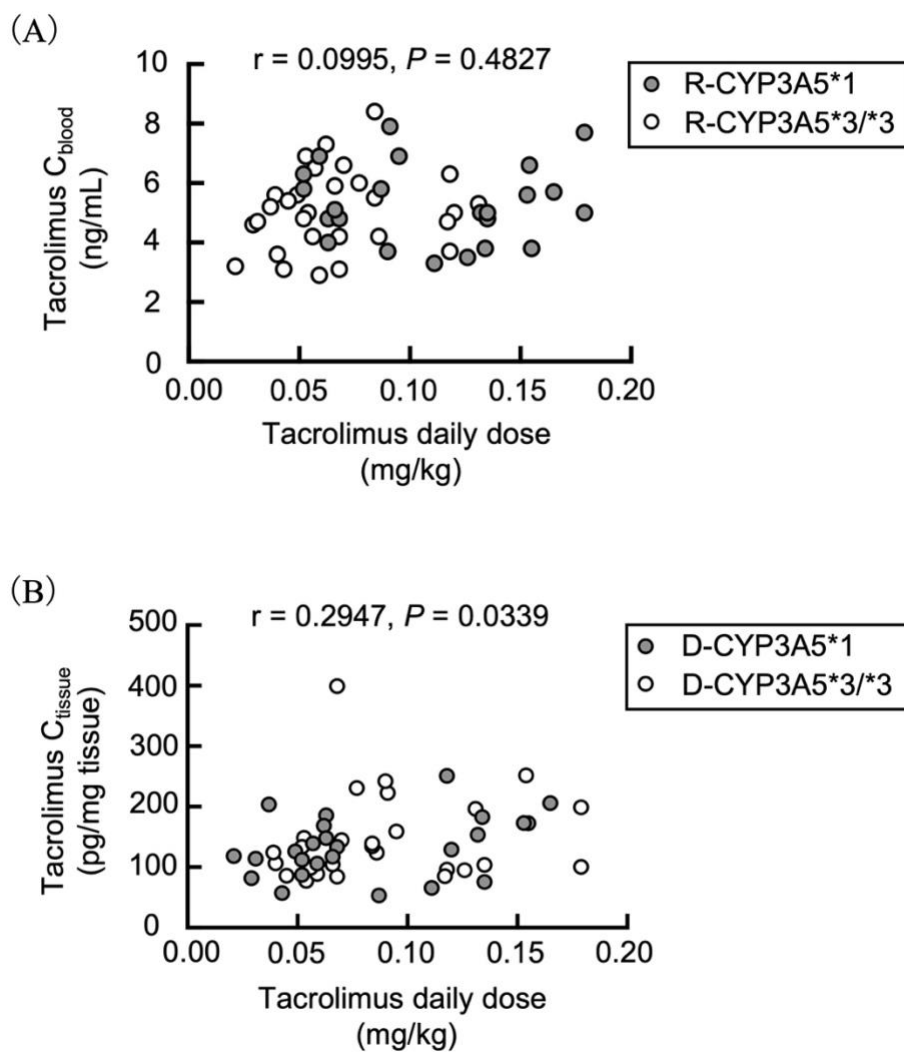 (A)
r = 0.0995, P = 0.4827
10
8
6
4
2
0
Tacrolimus Cblood
(ng/mL)
0.00 0.05 0.10 0.15 0.20
Tacrolimus daily dose
(mg/kg)
R-CYP3A5*1
R-CYP3A5*3/*3
(B)
r = 0.2947, P = 0.0339
500
400
300
200
100
0
Tacrolimus Ctissue
(pg/mg tissue)
0.00 0.05 0.10 0.15 0.20
Tacrolimus daily dose
(mg/kg)
D-CYP3A5*1
D-CYP3A5*3/*3